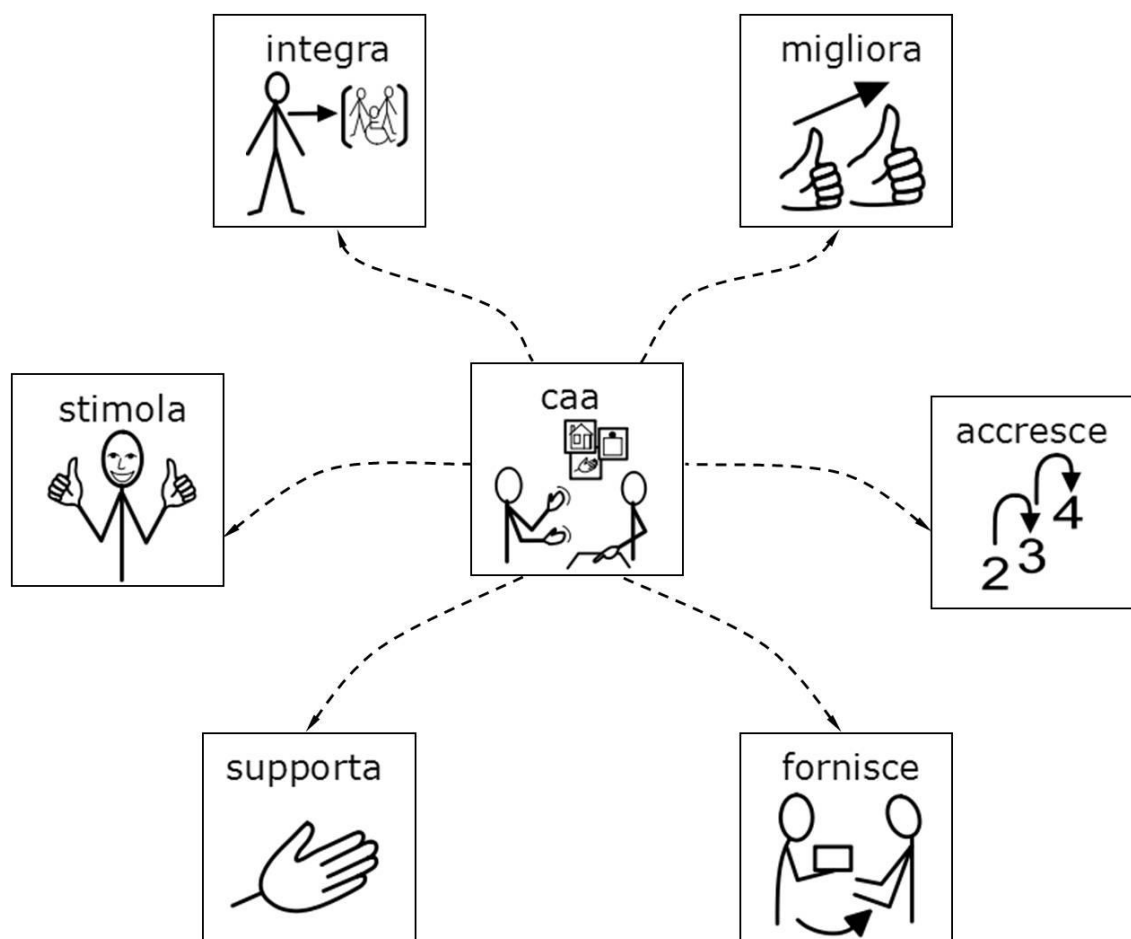 integra
migliora
stimola
caa
accresce
2
3
4
supporta
fornisce